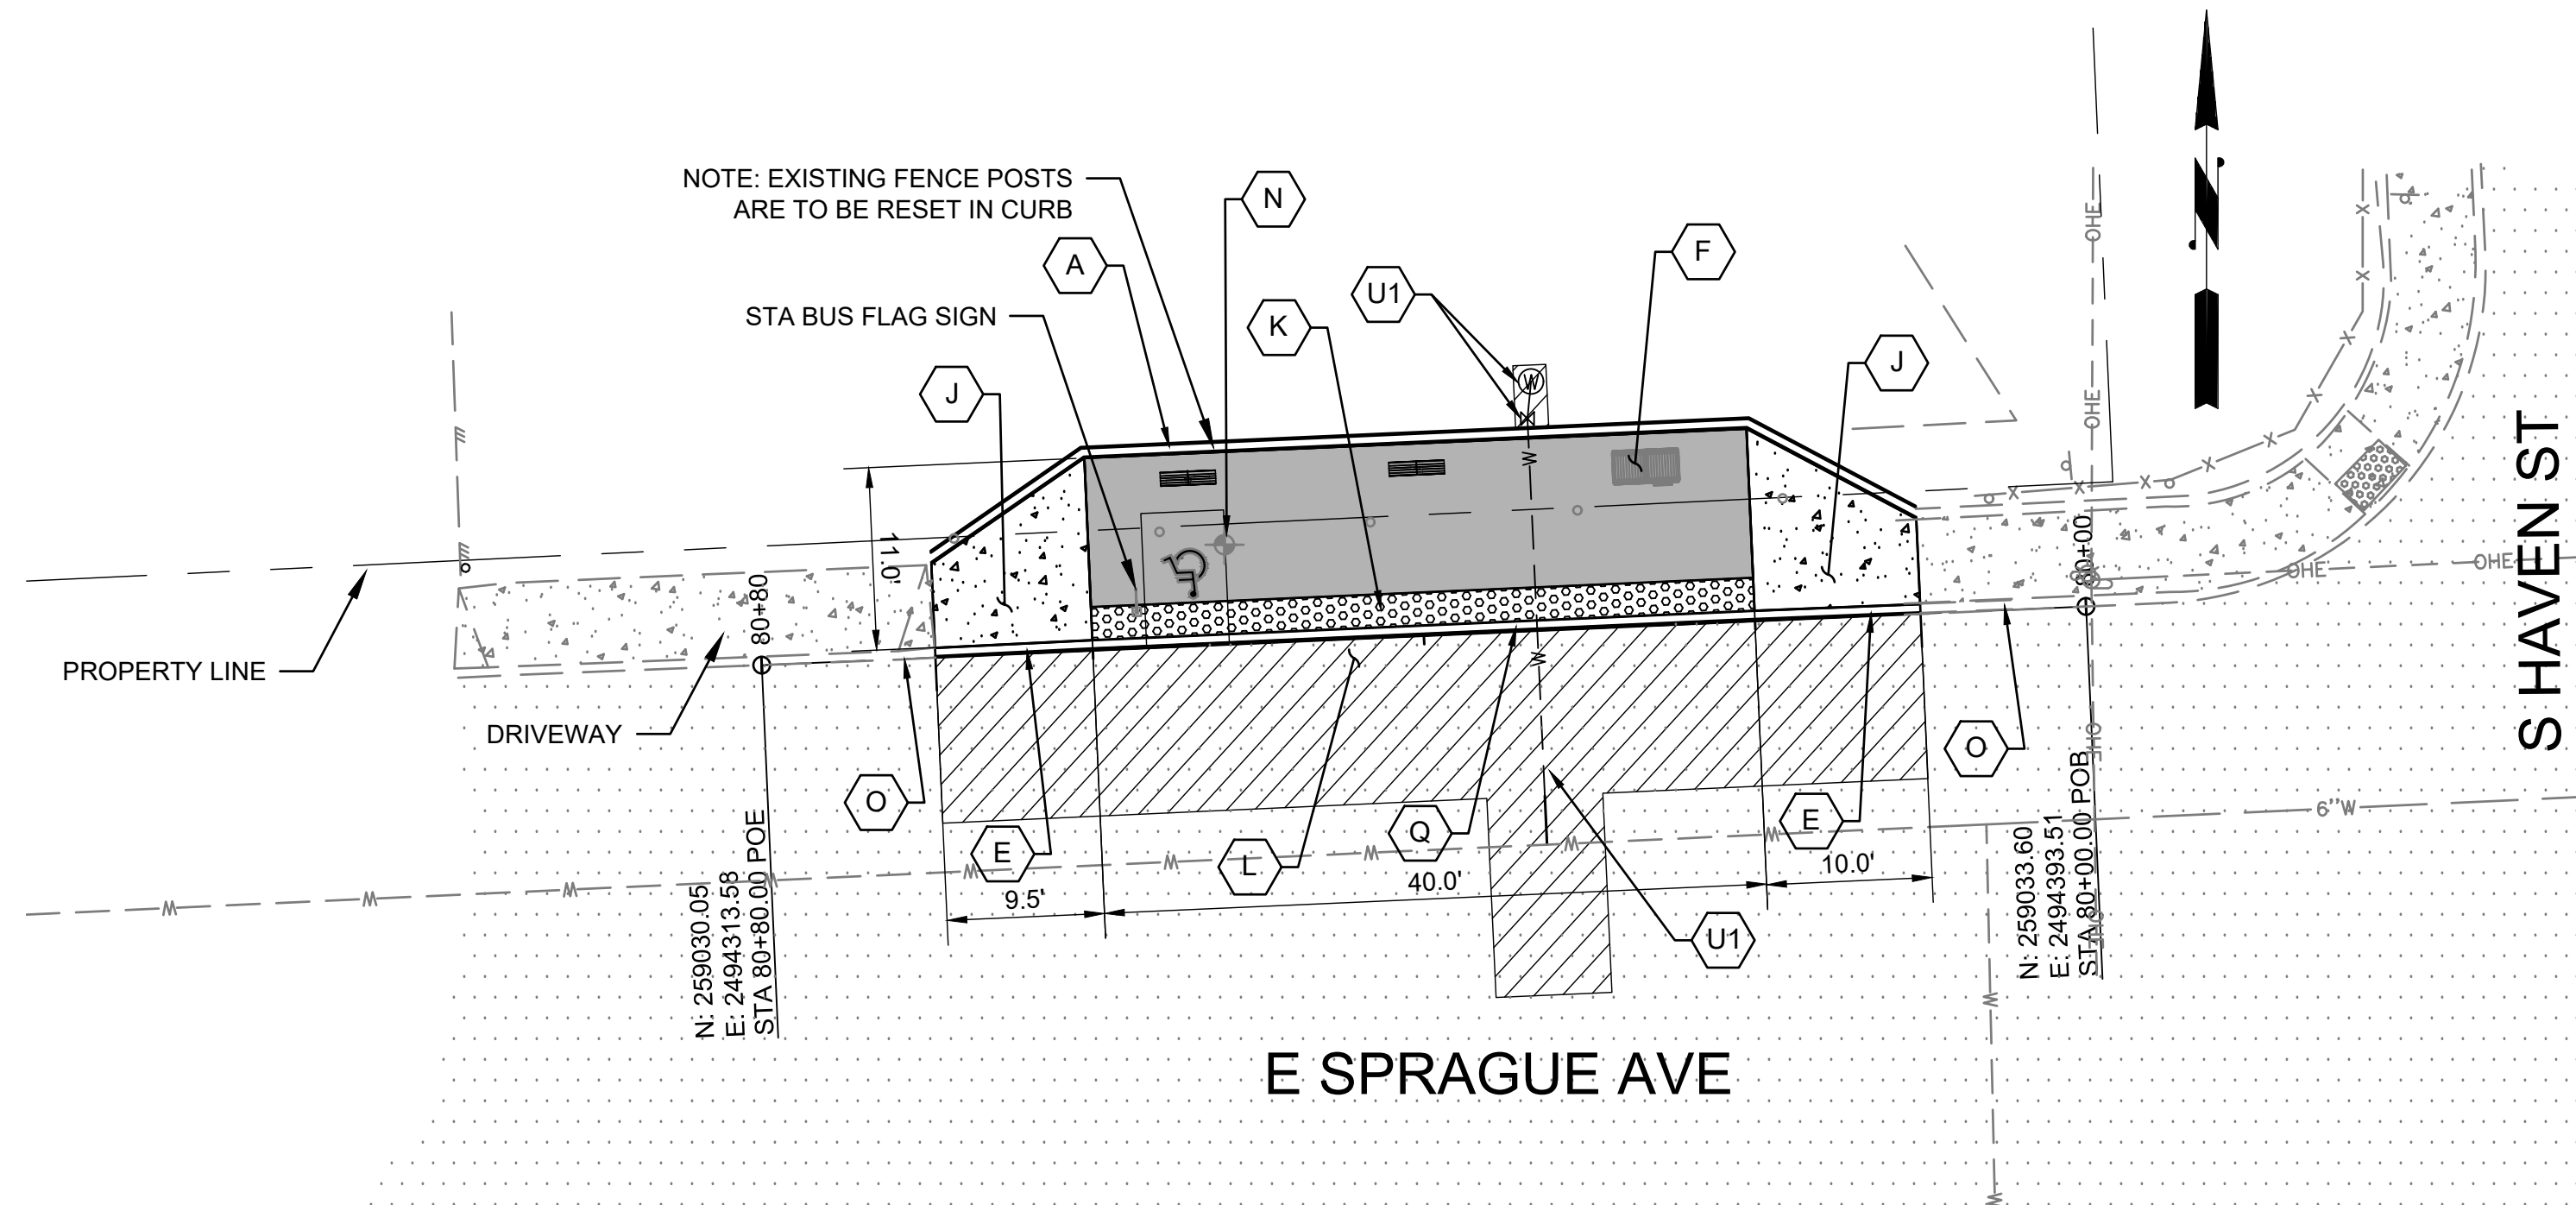 NOTE: EXISTING FENCE POSTS
ARE TO BE RESET IN CURB
N
A
F
U1
STA BUS FLAG SIGN
K
J
J
N
W
W
11.0'
OHE
OHE
S HAVEN ST
80+80
80+00
OHE
OHE
PROPERTY LINE
DRIVEWAY
W
O
O
OHE
E
L
Q
E
6"W
W
W
W
W
W
W
W
W
W
9.5'
40.0'
10.0'
U1
N: 259030.05
E: 2494313.58
STA 80+80.00 POE
N: 259033.60
E: 2494393.51
STA 80+00.00 POB
OHE
W
E SPRAGUE AVE
W